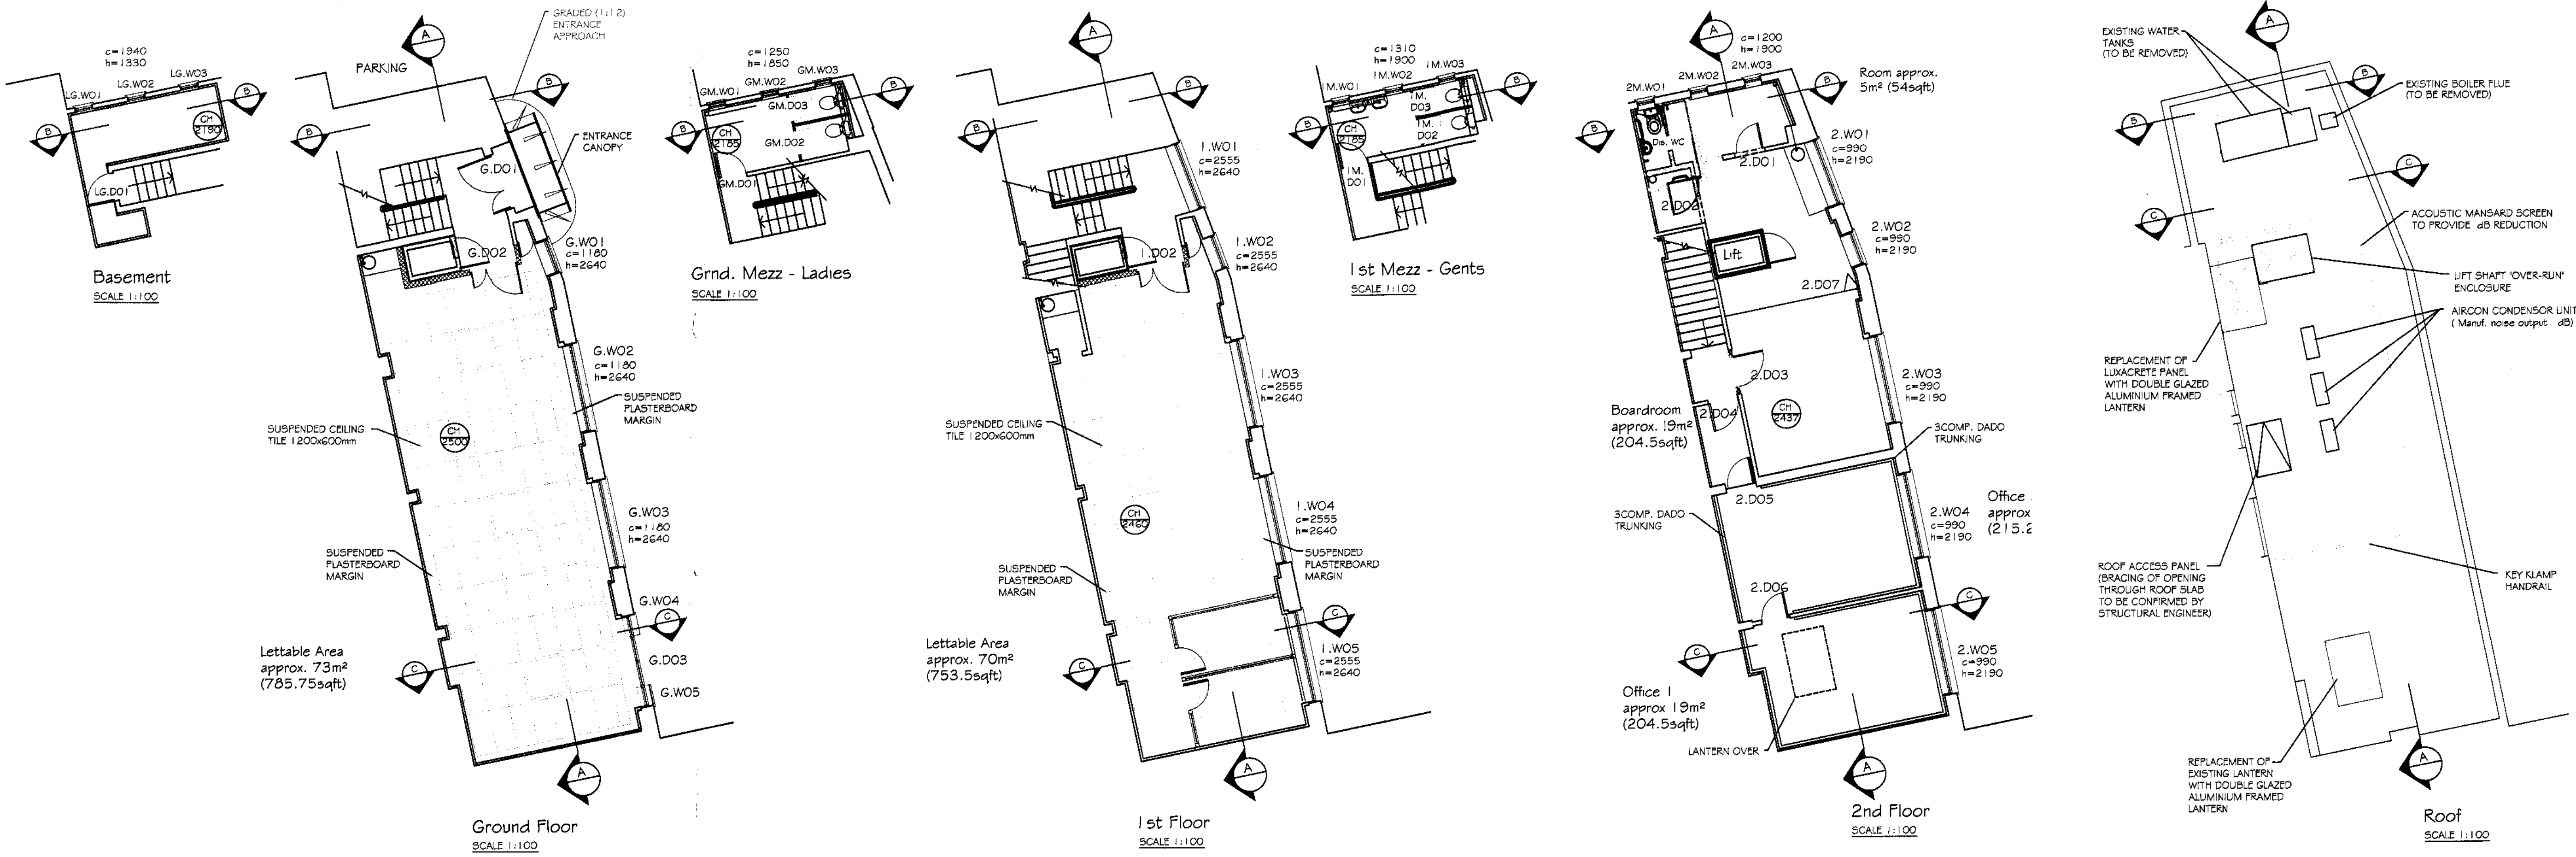 c=1940
h=1330
LG.W01
LG.W02
LG.W03
B
B
CH
2190
LG.D01
Basement
SCALE 1:100
GRADED (1:12)
ENTRANCE
APPROACH
A
PARKING
B
B
ENTRANCE
CANOPY
G.D01
G.D02
G.W01
c=1180
h=2640
G.W02
c=1180
h=2640
SUSPENDED
PLASTERBOARD
MARGIN
SUSPENDED CEILING
TILE 1200x600mm
CH
2500
G.W03
c=1180
h=2640
SUSPENDED
PLASTERBOARD
MARGIN
G.W04
C
Lettable Area
approx. 73m²
(785.75sqft)
C
G.D03
G.W05
A
Ground Floor
SCALE 1:100
c=1250
h=1850
GM.W01
GM.W02
GM.W03
B
B
GM.D03
CH
2185
GM.D02
GM.D01
Grnd. Mezz - Ladies
SCALE 1:100
A
B
B
1.W01
c=2555
h=2640
1.W02
c=2555
h=2640
1.D02
1.W03
c=2555
h=2640
SUSPENDED CEILING
TILE 1200x600mm
CH
2460
1.W04
c=2555
h=2640
SUSPENDED
PLASTERBOARD
MARGIN
SUSPENDED
PLASTERBOARD
MARGIN
C
Lettable Area
approx. 70m²
(753.5sqft)
C
1.W05
c=2555
h=2640
A
1st Floor
SCALE 1:100
c=1310
h=1900
1M.W01
1M.W02
1M.W03
B
B
1M.
D03
CH
2185
1M.
D02
1M.
D01
1st Mezz - Gents
SCALE 1:100
A
c=1200
h=1900
2M.W01
2M.W02
2M.W03
B
B
Room approx.
5m² (54sqft)
Dis. WC
2.D01
2.W01
c=990
h=2190
2.D02
2.W02
c=990
h=2190
Lift
2.D07
2.D03
2.W03
c=990
h=2190
Boardroom
approx. 19m²
(204.5sqft)
2.D04
CH
2437
3COMP. DADO
TRUNKING
2.D05
3COMP. DADO
TRUNKING
2.W04
c=990
h=2190
Office
approx
(215.2
2.D06
C
C
2.W05
c=990
h=2190
Office 1
approx 19m²
(204.5sqft)
LANTERN OVER
A
2nd Floor
SCALE 1:100
EXISTING WATER
TANKS
(TO BE REMOVED)
A
B
B
EXISTING BOILER FLUE
(TO BE REMOVED)
C
C
ACOUSTIC MANSARD SCREEN
TO PROVIDE dB REDUCTION
LIFT SHAFT "OVER-RUN"
ENCLOSURE
AIRCON CONDENSOR UNIT
( Manuf. noise output dB)
REPLACEMENT OF
LUXACRETE PANEL
WITH DOUBLE GLAZED
ALUMINIUM FRAMED
LANTERN
ROOF ACCESS PANEL
(BRACING OF OPENING
THROUGH ROOF SLAB
TO BE CONFIRMED BY
STRUCTURAL ENGINEER)
KEY KLAMP
HANDRAIL
REPLACEMENT OF
EXISTING LANTERN
WITH DOUBLE GLAZED
ALUMINIUM FRAMED
LANTERN
A
Roof
SCALE 1:100